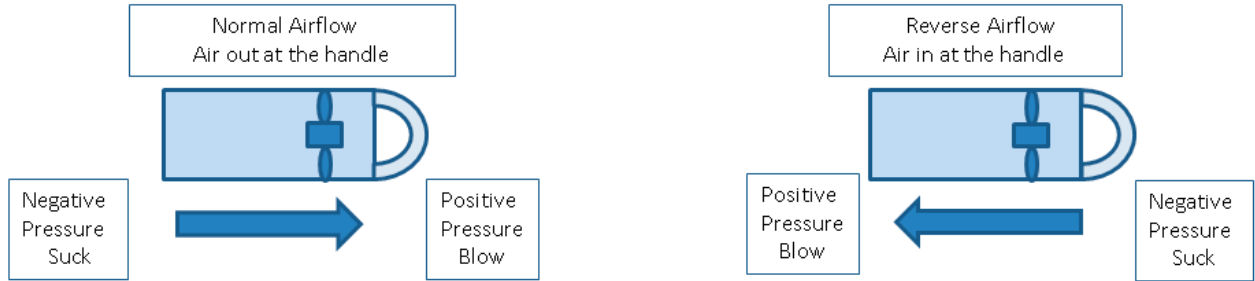 Normal Airflow
Air out at the handle
Reverse Airflow
Air in at the handle
Negative
Pressure
Suck
Positive
Pressure
Blow
Positive
Pressure
Blow
Negative
Pressure
Suck